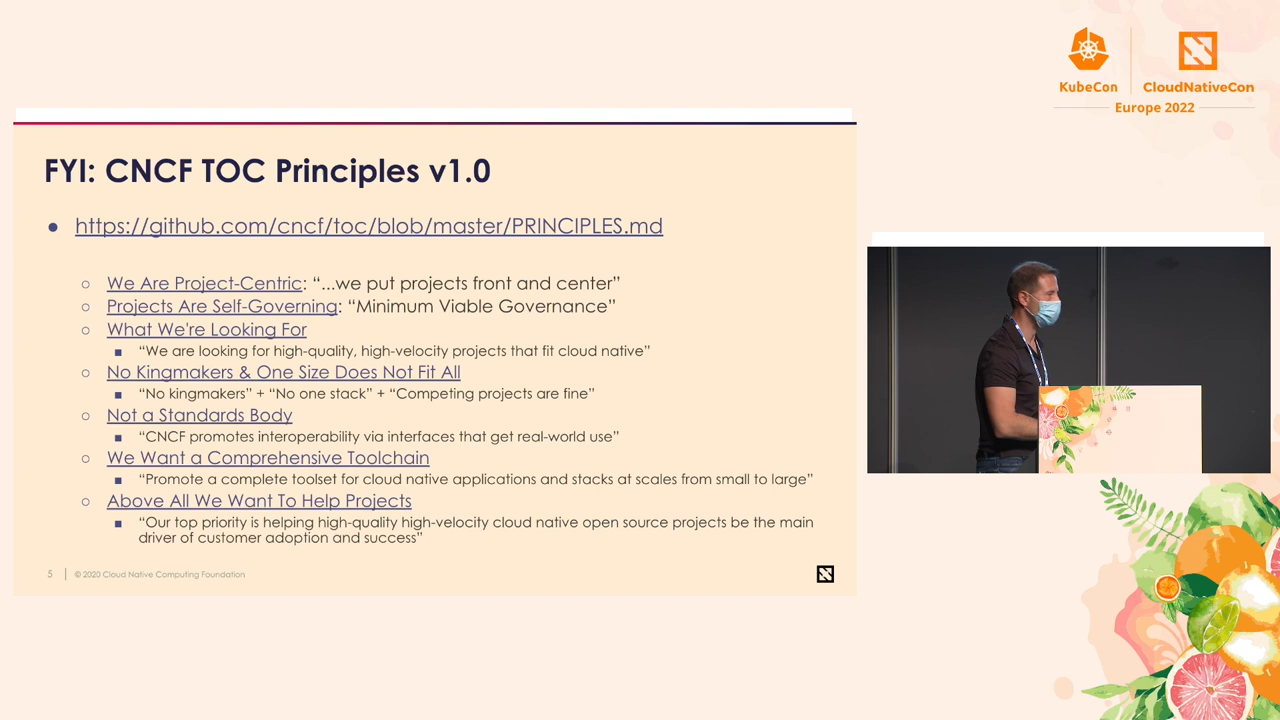 KubeCon
CloudNativeCon
Europe 2022
FYI: CNCF TOC Principles v1.0
● https://github.com/cncf/toc/blob/master/PRINCIPLES.md
○ We Are Project-Centric: “...we put projects front and center”
○ Projects Are Self-Governing: “Minimum Viable Governance”
○ What We're Looking For
■ “We are looking for high-quality, high-velocity projects that fit cloud native”
○ No Kingmakers & One Size Does Not Fit All
■ “No kingmakers” + “No one stack” + “Competing projects are fine”
○ Not a Standards Body
■ “CNCF promotes interoperability via interfaces that get real-world use”
○ We Want a Comprehensive Toolchain
■ “Promote a complete toolset for cloud native applications and stacks at scales from small to large”
○ Above All We Want To Help Projects
■ “Our top priority is helping high-quality high-velocity cloud native open source projects be the main
driver of customer adoption and success”
5 | © 2020 Cloud Native Computing Foundation